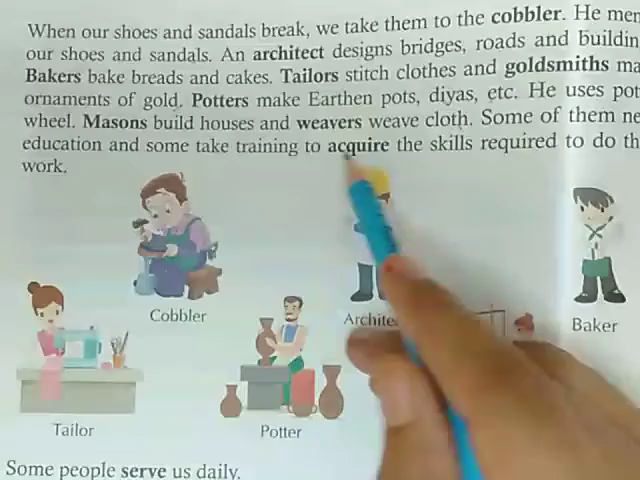 When our shoes and sandals break, we take them to the cobbler. He
our shoes and sandals. An architect designs bridges, roads and
Bakers bake breads and cakes. Tailors stitch clothes and goldsmiths
ornaments of gold. Potters make Earthen pots, diyas, etc. He uses
wheel. Masons build houses and weavers weave cloth. Some of them
education and some take training to acquire the skills required to do
work.
Cobbler
Baker
Tailor
Potter
Some people serve us daily.